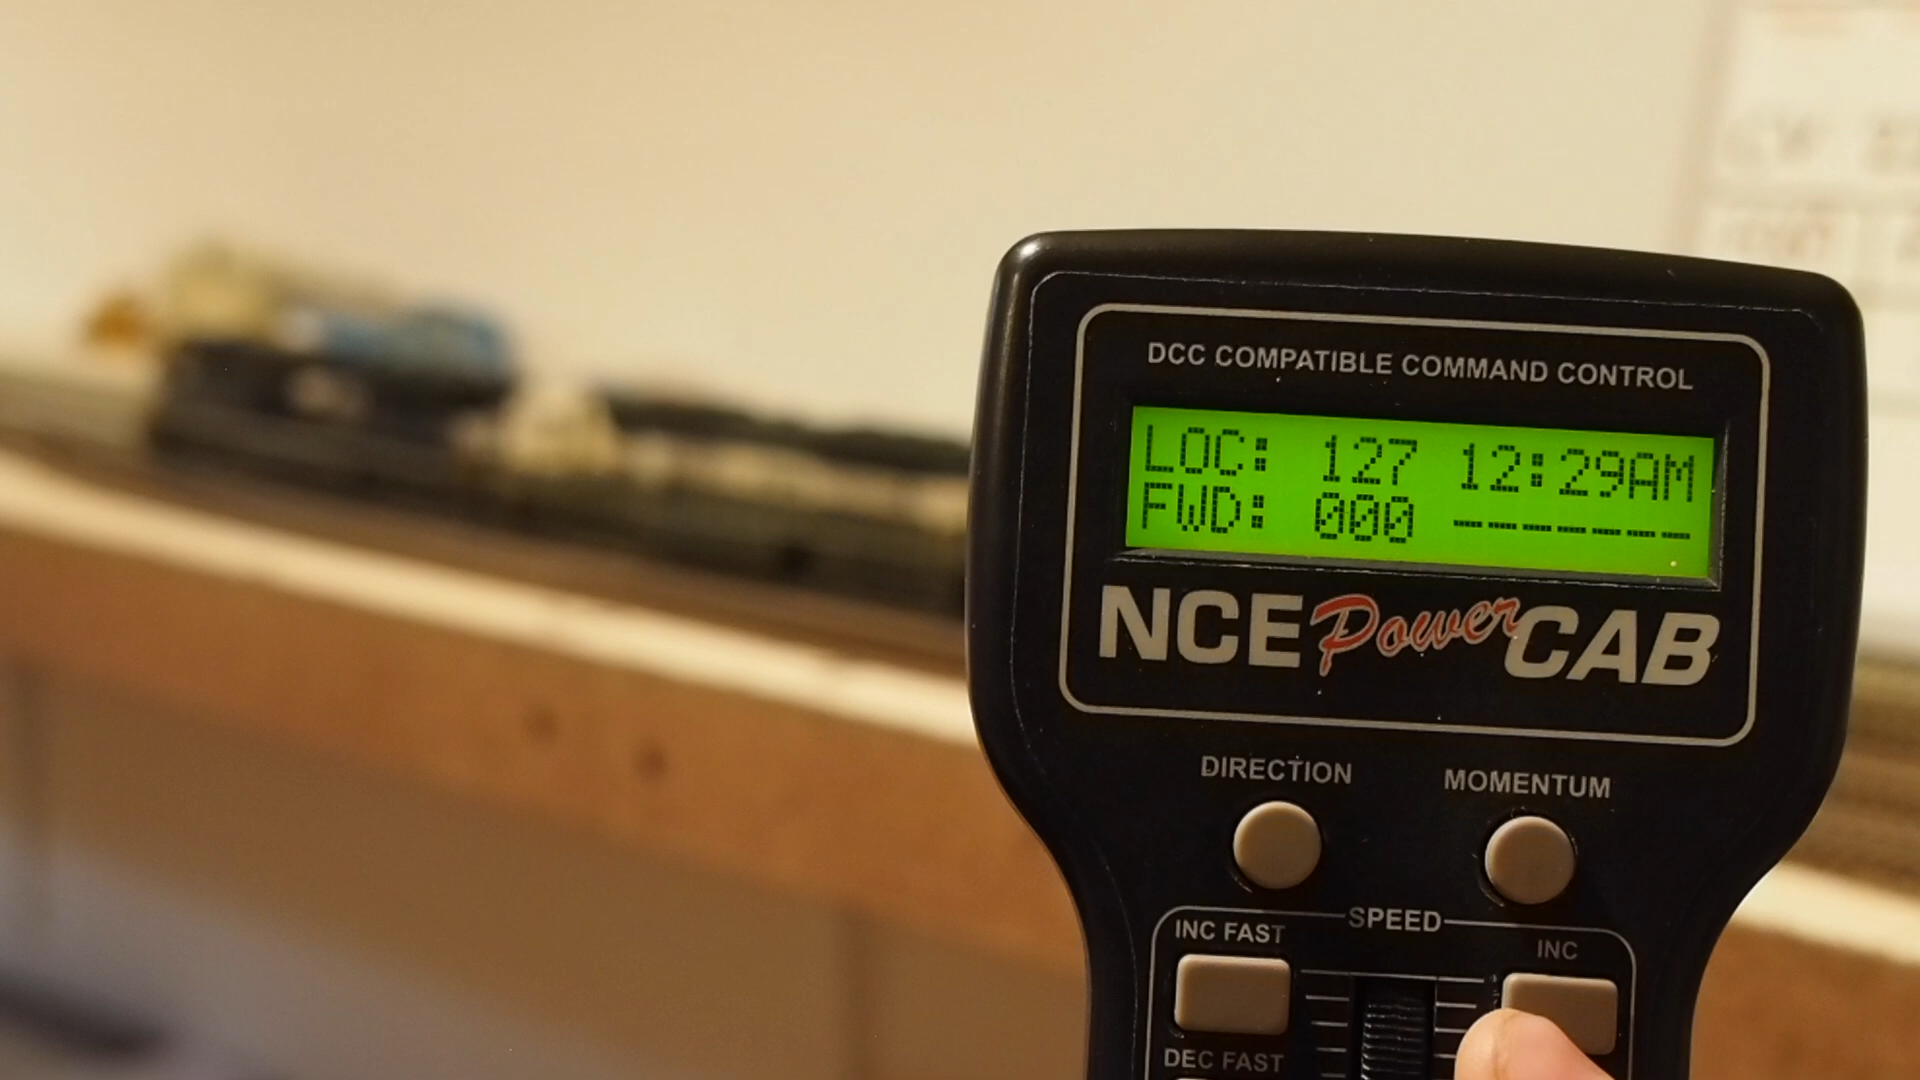 DCC COMPATIBLE COMMAND CONTROL
LOC: 127 12:29AM
FWD: 000 -------
NCE Power CAB
DIRECTION MOMENTUM
SPEED
INC FAST INC
DEC FAST